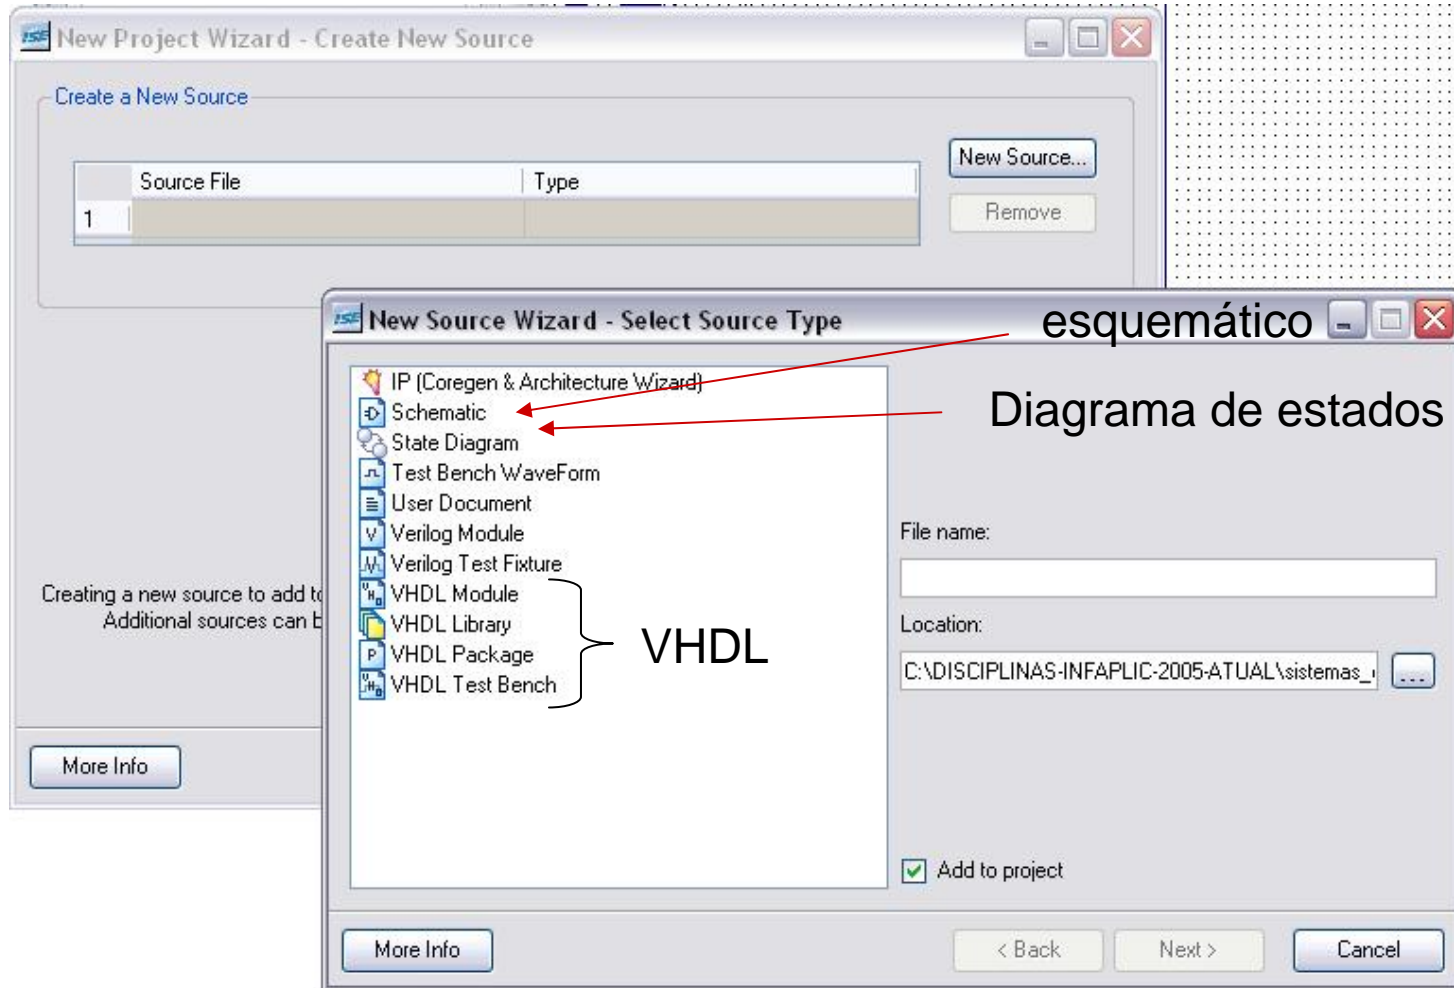 New Project Wizard - Create New Source
Create a New Source
New Source...
Source File Type
1
Remove
New Source Wizard - Select Source Type
esquemático
IP (Coregen & Architecture Wizard)
Schematic
Diagrama de estados
State Diagram
Test Bench WaveForm
User Document
Verilog Module
File name:
Verilog Test Fixture
VHDL Module
Creating a new source to add to
Additional sources can b
VHDL Library
Location:
VHDL
VHDL Package
C:\DISCIPLINAS-INFAPLIC-2005-ATUAL\sistemas_
...
VHDL Test Bench
More Info
Add to project
More Info
< Back
Next >
Cancel